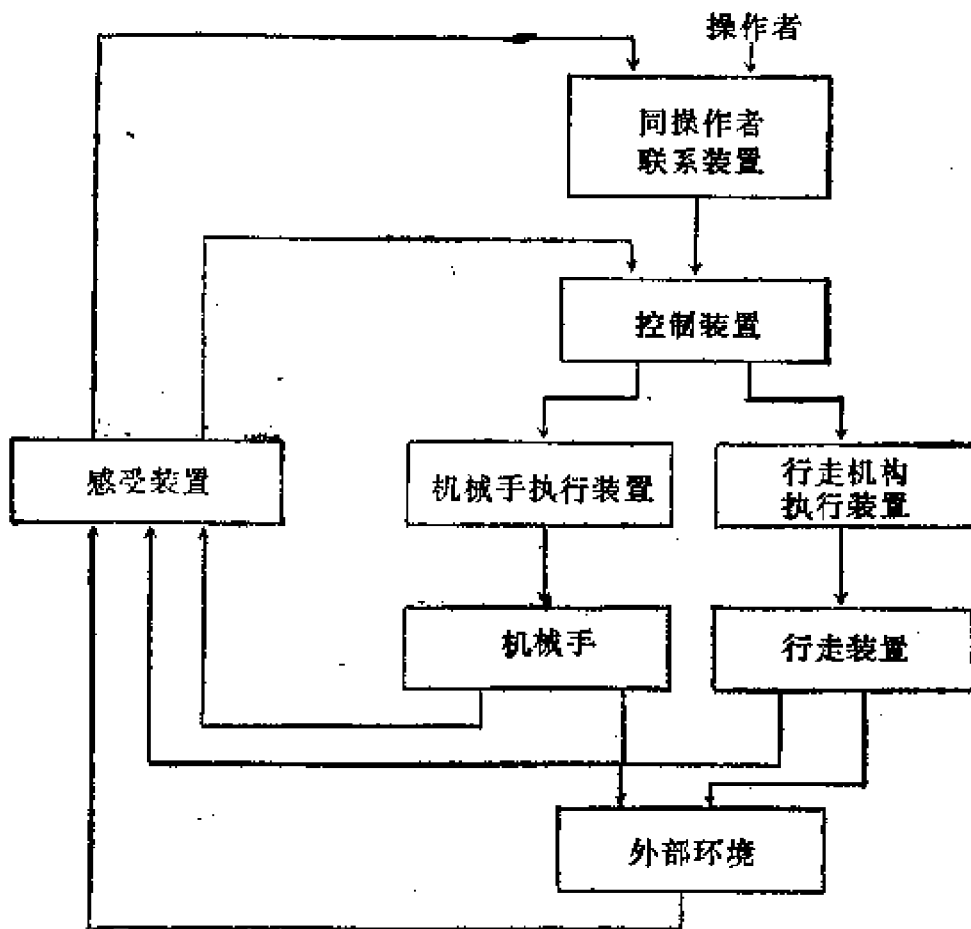 操作者
同操作者
联系装置
控制装置
感受装置
机械手执行装置
行走机构
执行装置
机械手
行走装置
外部环境